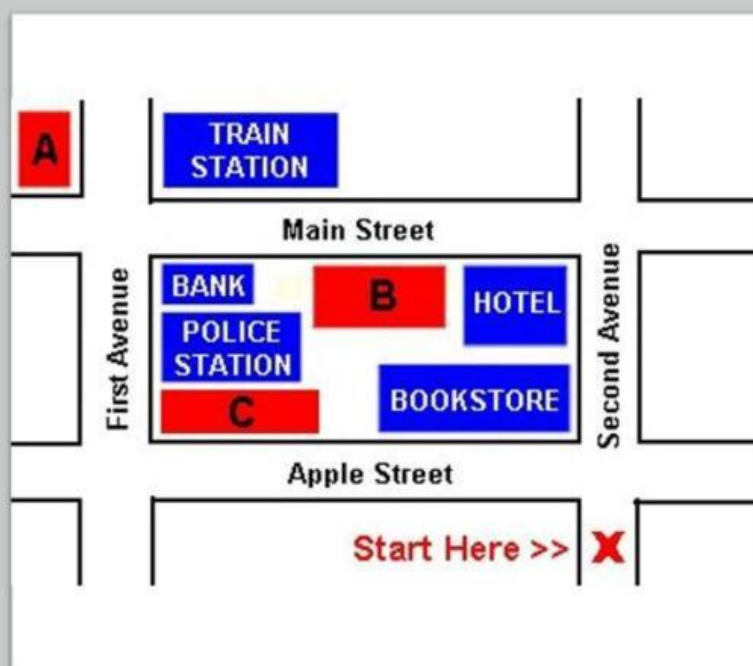 A
TRAIN
STATION
Main Street
BANK
B
HOTEL
POLICE
STATION
First Avenue
Second Avenue
C
BOOKSTORE
Apple Street
Start Here >> X